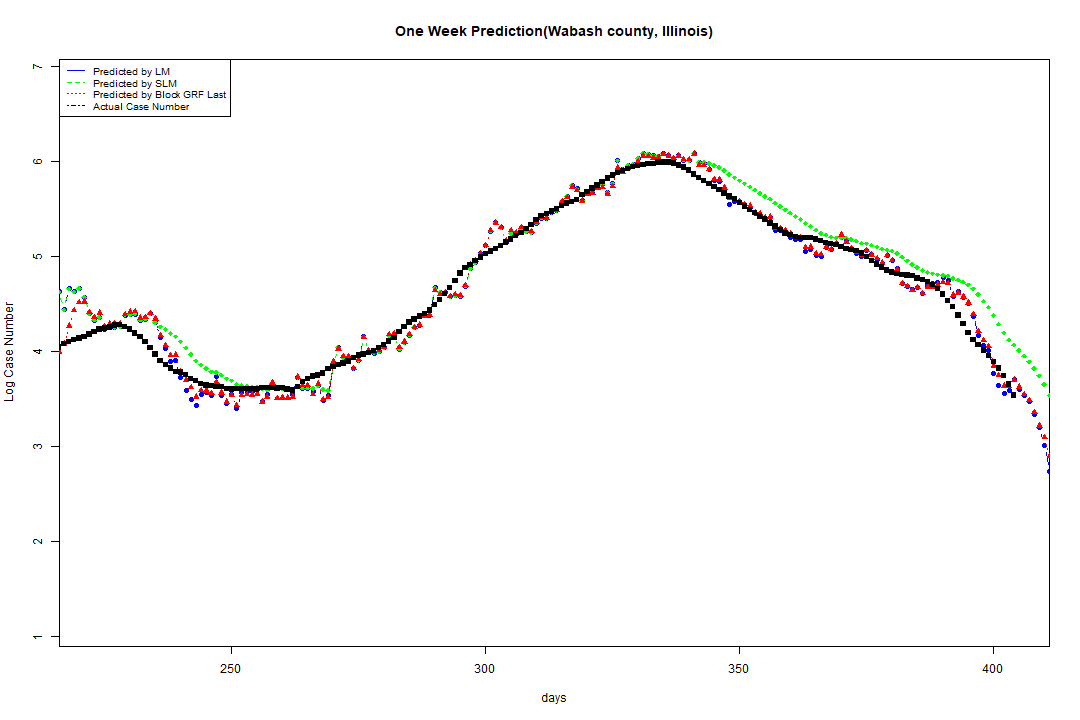 One Week Prediction(Wabash county, Illinois)
Predicted by LM
Predicted by SLM
Predicted by Block GRF Last
Actual Case Number
Log Case Number
7
6
5
4
3
2
1
250 300 350 400
days